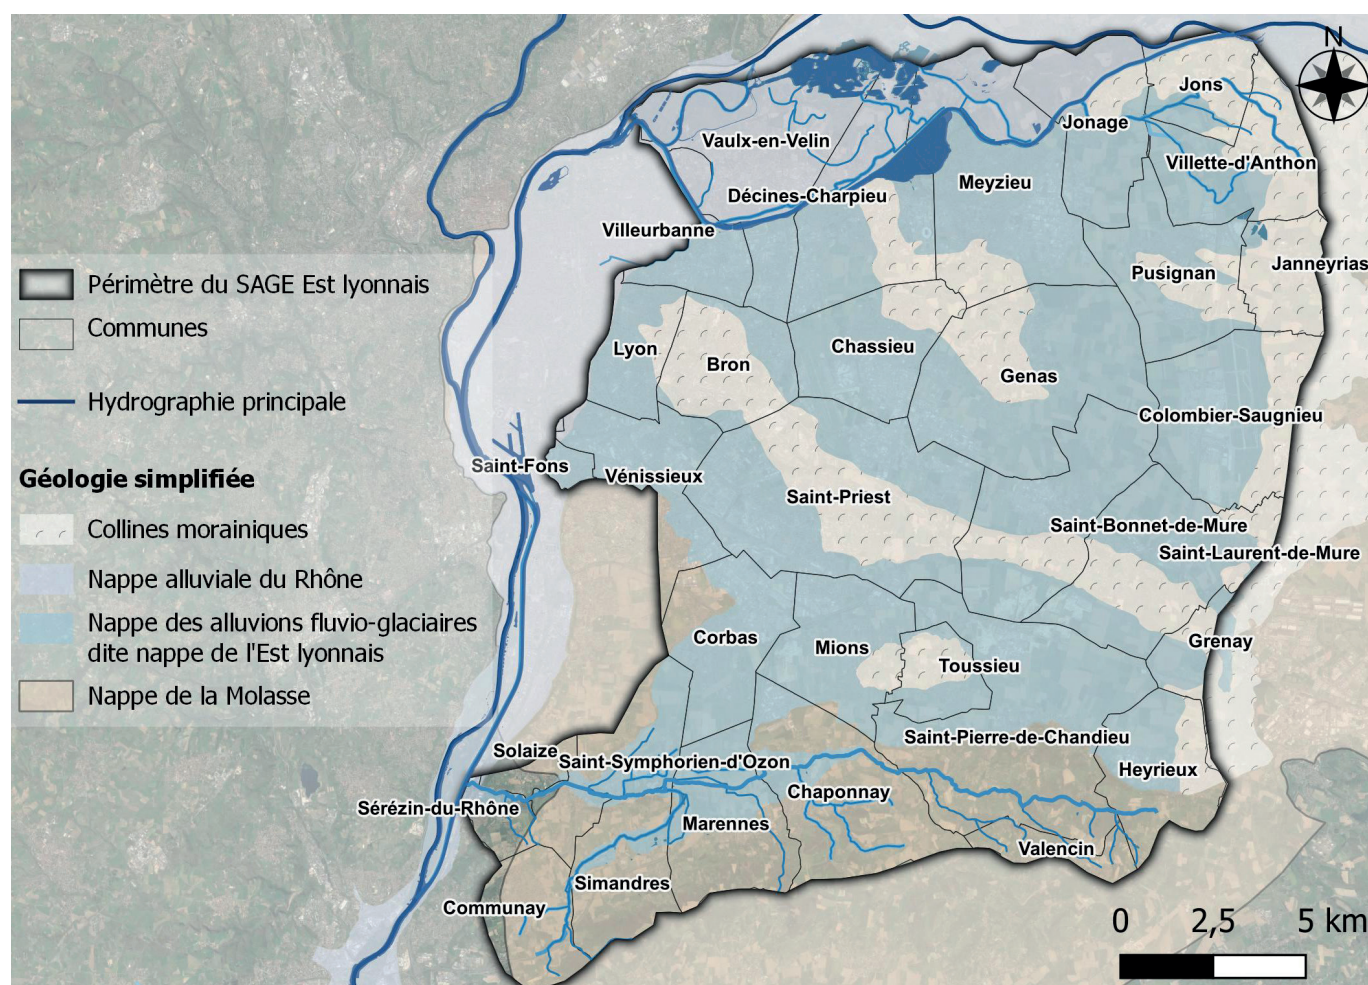 N
Jons
Jonage
Vaulx-en-Velin
Villette-d'Anthon
Meyzieu
Décines-Charpieu
Villeurbanne
Janneyrias
Pusignan
Périmètre du SAGE Est lyonnais
Communes
Lyon
Chassieu
Bron
Genas
Hydrographie principale
Colombier-Saugnieu
Saint-Fons
Vénissieux
Géologie simplifiée
Saint-Priest
Collines morainiques
Saint-Bonnet-de-Mure
Saint-Laurent-de-Mure
Nappe alluviale du Rhône
Nappe des alluvions fluvio-glaciaires
dite nappe de l'Est lyonnais
Corbas
Mions
Grenay
Toussieu
Nappe de la Molasse
Saint-Pierre-de-Chandieu
Solaize
Saint-Symphorien-d'Ozon
Heyrieux
Chaponnay
Sérézin-du-Rhône
Marennes
Valencin
Simandres
Communay
0 2,5 5 km